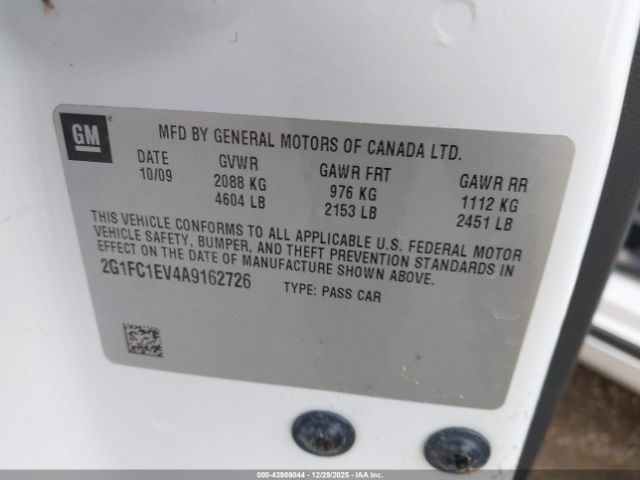 GM
MFD BY GENERAL MOTORS OF CANADA LTD.
DATE GVWR GAWR FRT GAWR RR
10/09 2088 KG 976 KG 1112 KG
4604 LB 2153 LB 2451 LB
THIS VEHICLE CONFORMS TO ALL APPLICABLE U.S. FEDERAL MOTOR
VEHICLE SAFETY, BUMPER, AND THEFT PREVENTION STANDARDS IN
EFFECT ON THE DATE OF MANUFACTURE SHOWN ABOVE.
2G1FC1EV4A9162726 TYPE: PASS CAR
000-43986044 / 12/29/2025 - IAA Inc.